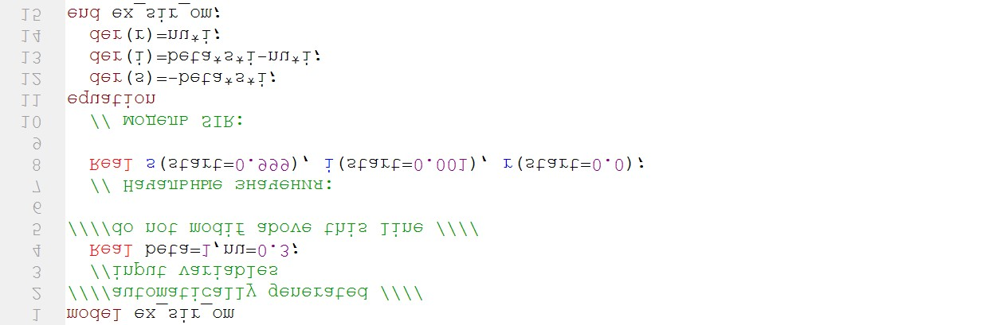 1 model ex_sir_om
2 ////automatically generated ////
3 //input variables
4 Real beta=1,nu=0.3;
5 ////do not modif above this line ////
6
7 // Начальные значения:
8 Real s(start=0.999), i(start=0.001), r(start=0.0);
9
10 // модель SIR:
11 equation
12 der(s)=-beta*s*i;
13 der(i)=beta*s*i-nu*i;
14 der(r)=nu*i;
15 end ex_sir_om;